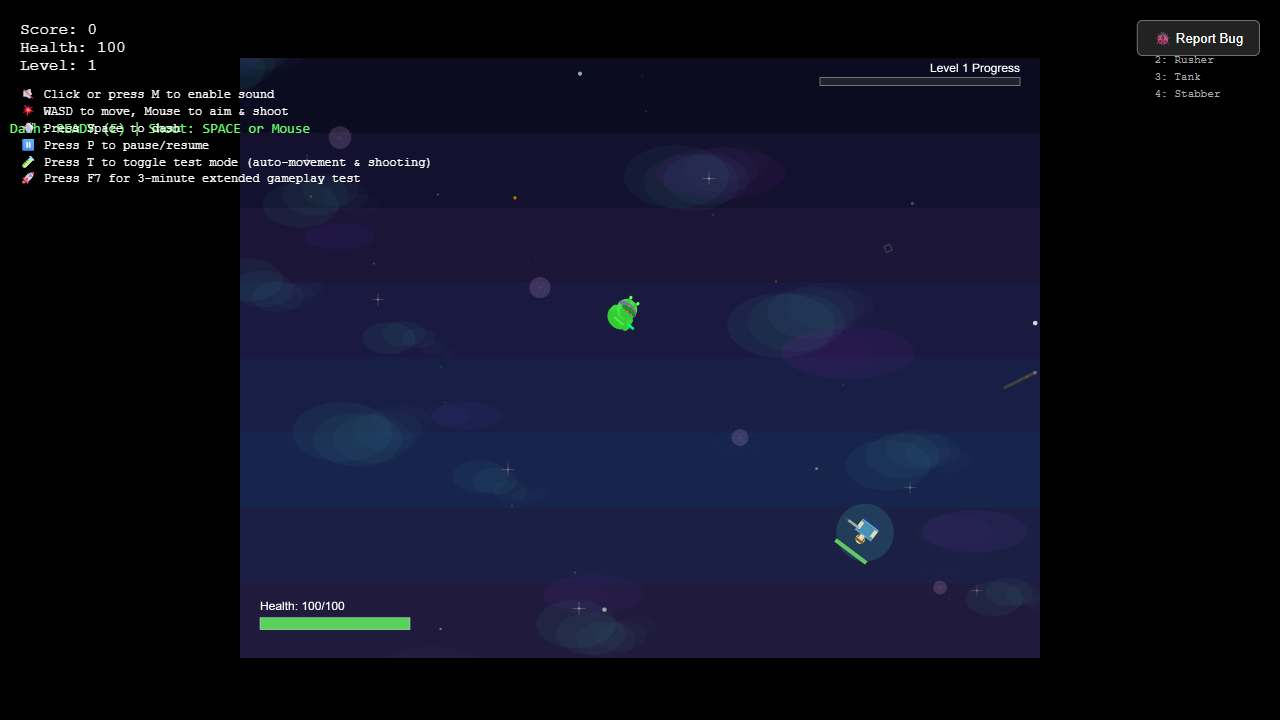 Score: 0
Health: 100
Level: 1
Report Bug
Level 1 Progress
2: Rusher
3: Tank
4: Stabber
Click or press M to enable sound
WASD to move, Mouse to aim & shoot
Press Space to dash
Dash: READY (E) | Shoot: SPACE or Mouse
Press P to pause/resume
Press T to toggle test mode (auto-movement & shooting)
Press F7 for 3-minute extended gameplay test
Health: 100/100